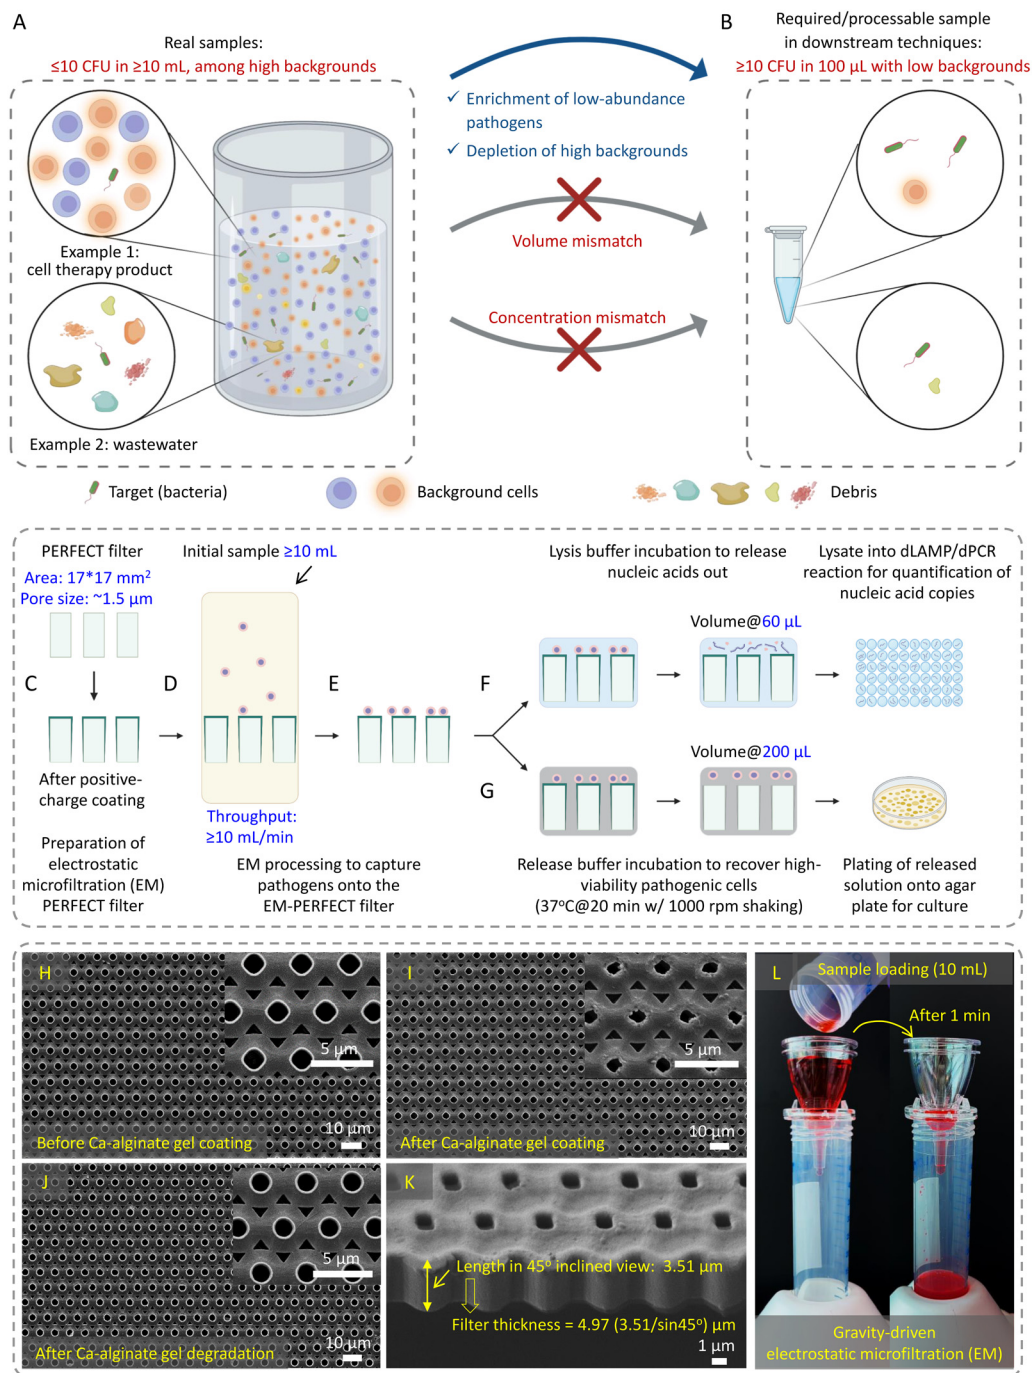 A
Real samples:
≤10 CFU in ≥10 mL, among high backgrounds
Example 1:
cell therapy product
Example 2: wastewater
✓ Enrichment of low-abundance
pathogens
✓ Depletion of high backgrounds
Volume mismatch
Concentration mismatch
B
Required/processable sample
in downstream techniques:
≥10 CFU in 100 µL with low backgrounds
Target (bacteria)
Background cells
Debris
PERFECT filter
Area: 17*17 mm²
Pore size: ~1.5 µm
C
After positive-
charge coating
Preparation of
electrostatic
microfiltration (EM)
PERFECT filter
Initial sample ≥10 mL
D
Throughput:
≥10 mL/min
E
EM processing to capture
pathogens onto the
EM-PERFECT filter
Lysis buffer incubation to release
nucleic acids out
Volume@60 µL
F
Lysate into dLAMP/dPCR
reaction for quantification of
nucleic acid copies
G
Volume@200 µL
Release buffer incubation to recover high-
viability pathogenic cells
(37°C@20 min w/ 1000 rpm shaking)
Plating of released
solution onto agar
plate for culture
H
5 µm
10 µm
Before Ca-alginate gel coating
I
5 µm
10 µm
After Ca-alginate gel coating
J
5 µm
10 µm
After Ca-alginate gel degradation
K
Length in 45° inclined view: 3.51 µm
Filter thickness = 4.97 (3.51/sin45°) µm
1 µm
L
Sample loading (10 mL)
After 1 min
Gravity-driven
electrostatic microfiltration (EM)